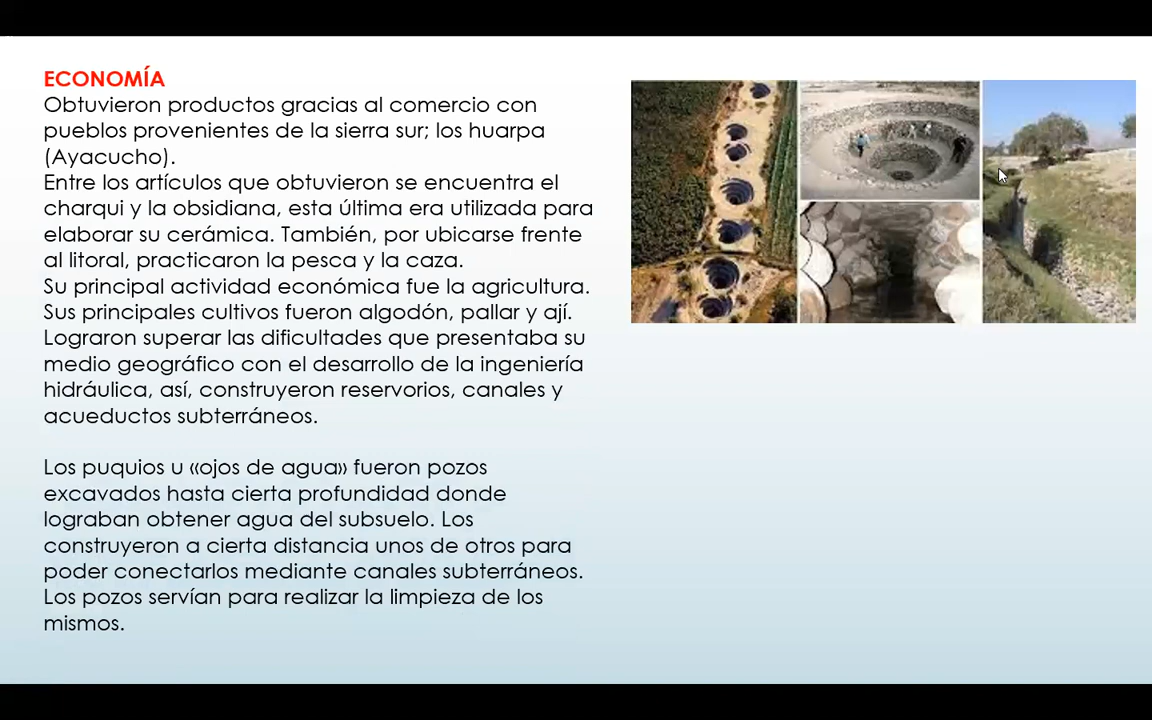 ECONOMÍA
Obtuvieron productos gracias al comercio con
pueblos provenientes de la sierra sur; los huarpa
(Ayacucho).
Entre los artículos que obtuvieron se encuentra el
charqui y la obsidiana, esta última era utilizada para
elaborar su cerámica. También, por ubicarse frente
al litoral, practicaron la pesca y la caza.
Su principal actividad económica fue la agricultura.
Sus principales cultivos fueron algodón, pallar y ají.
Lograron superar las dificultades que presentaba su
medio geográfico con el desarrollo de la ingeniería
hidráulica, así, construyeron reservorios, canales y
acueductos subterráneos.
Los puquios u «ojos de agua» fueron pozos
excavados hasta cierta profundidad donde
lograban obtener agua del subsuelo. Los
construyeron a cierta distancia unos de otros para
poder conectarlos mediante canales subterráneos.
Los pozos servían para realizar la limpieza de los
mismos.